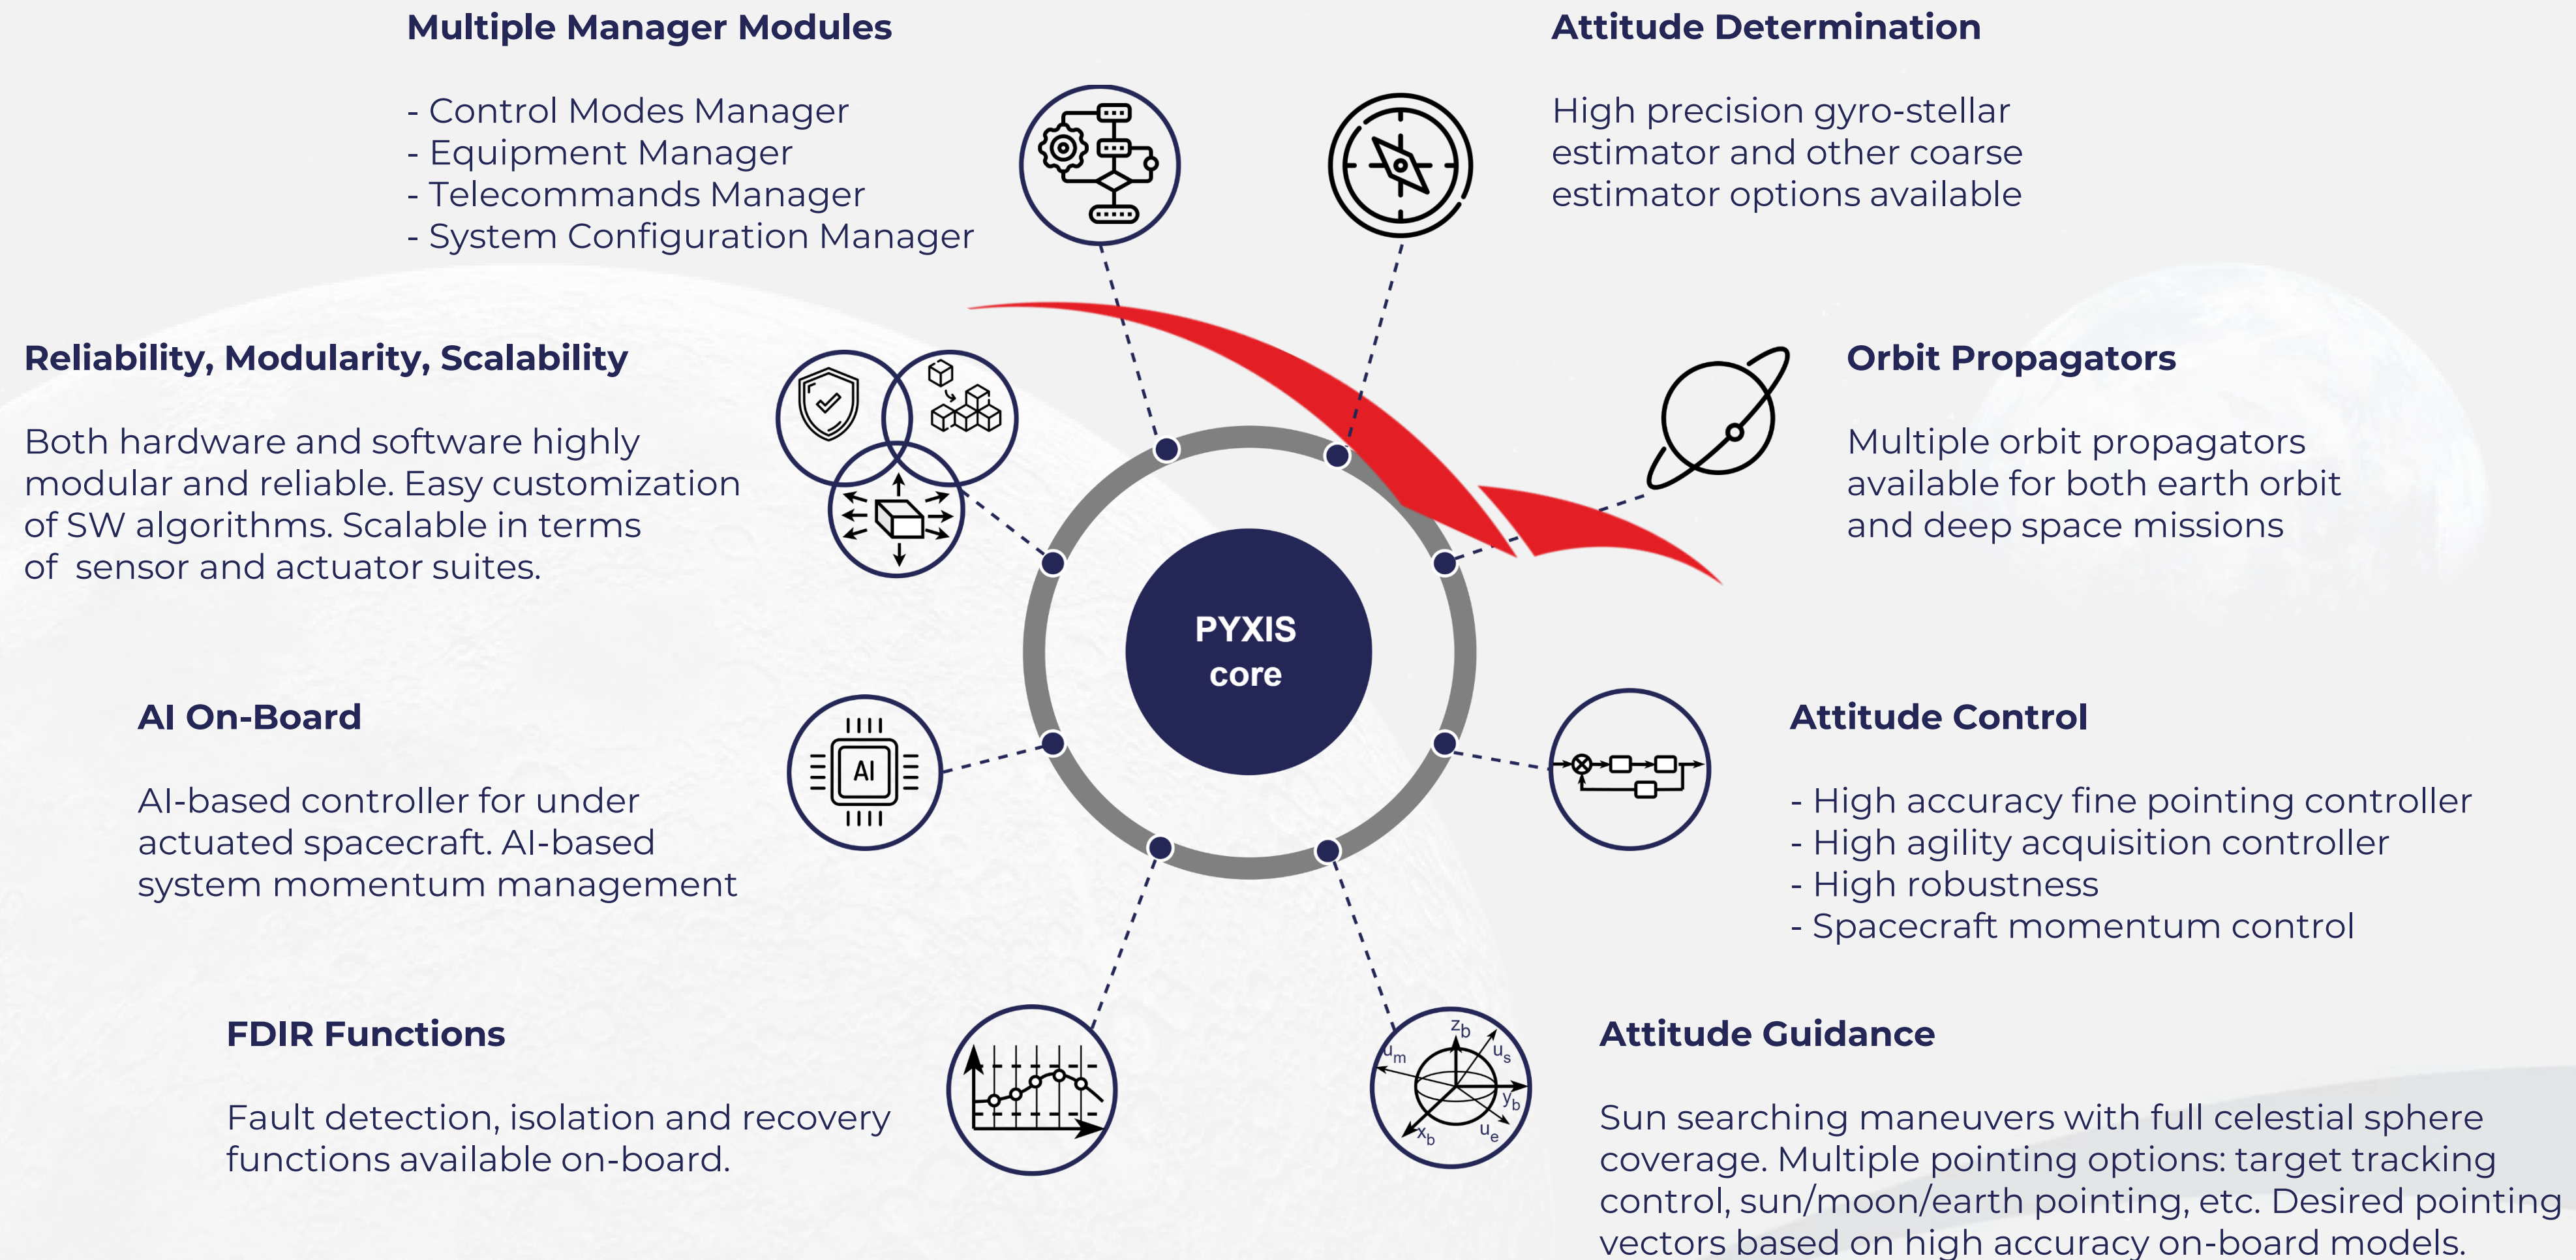 Multiple Manager Modules
- Control Modes Manager
- Equipment Manager
- Telecommands Manager
- System Configuration Manager
Attitude Determination
High precision gyro-stellar
estimator and other coarse
estimator options available
Reliability, Modularity, Scalability
Both hardware and software highly
modular and reliable. Easy customization
of SW algorithms. Scalable in terms
of  sensor and actuator suites.
Orbit Propagators
Multiple orbit propagators
available for both earth orbit
and deep space missions
PYXIS
core
AI On-Board
AI-based controller for under
actuated spacecraft. AI-based
system momentum management
AI
Attitude Control
- High accuracy fine pointing controller
- High agility acquisition controller
- High robustness
- Spacecraft momentum control
FDIR Functions
Fault detection, isolation and recovery
functions available on-board.
zb
um
us
yb
xb
ue
Attitude Guidance
Sun searching maneuvers with full celestial sphere
coverage. Multiple pointing options: target tracking
control, sun/moon/earth pointing, etc. Desired pointing
vectors based on high accuracy on-board models.